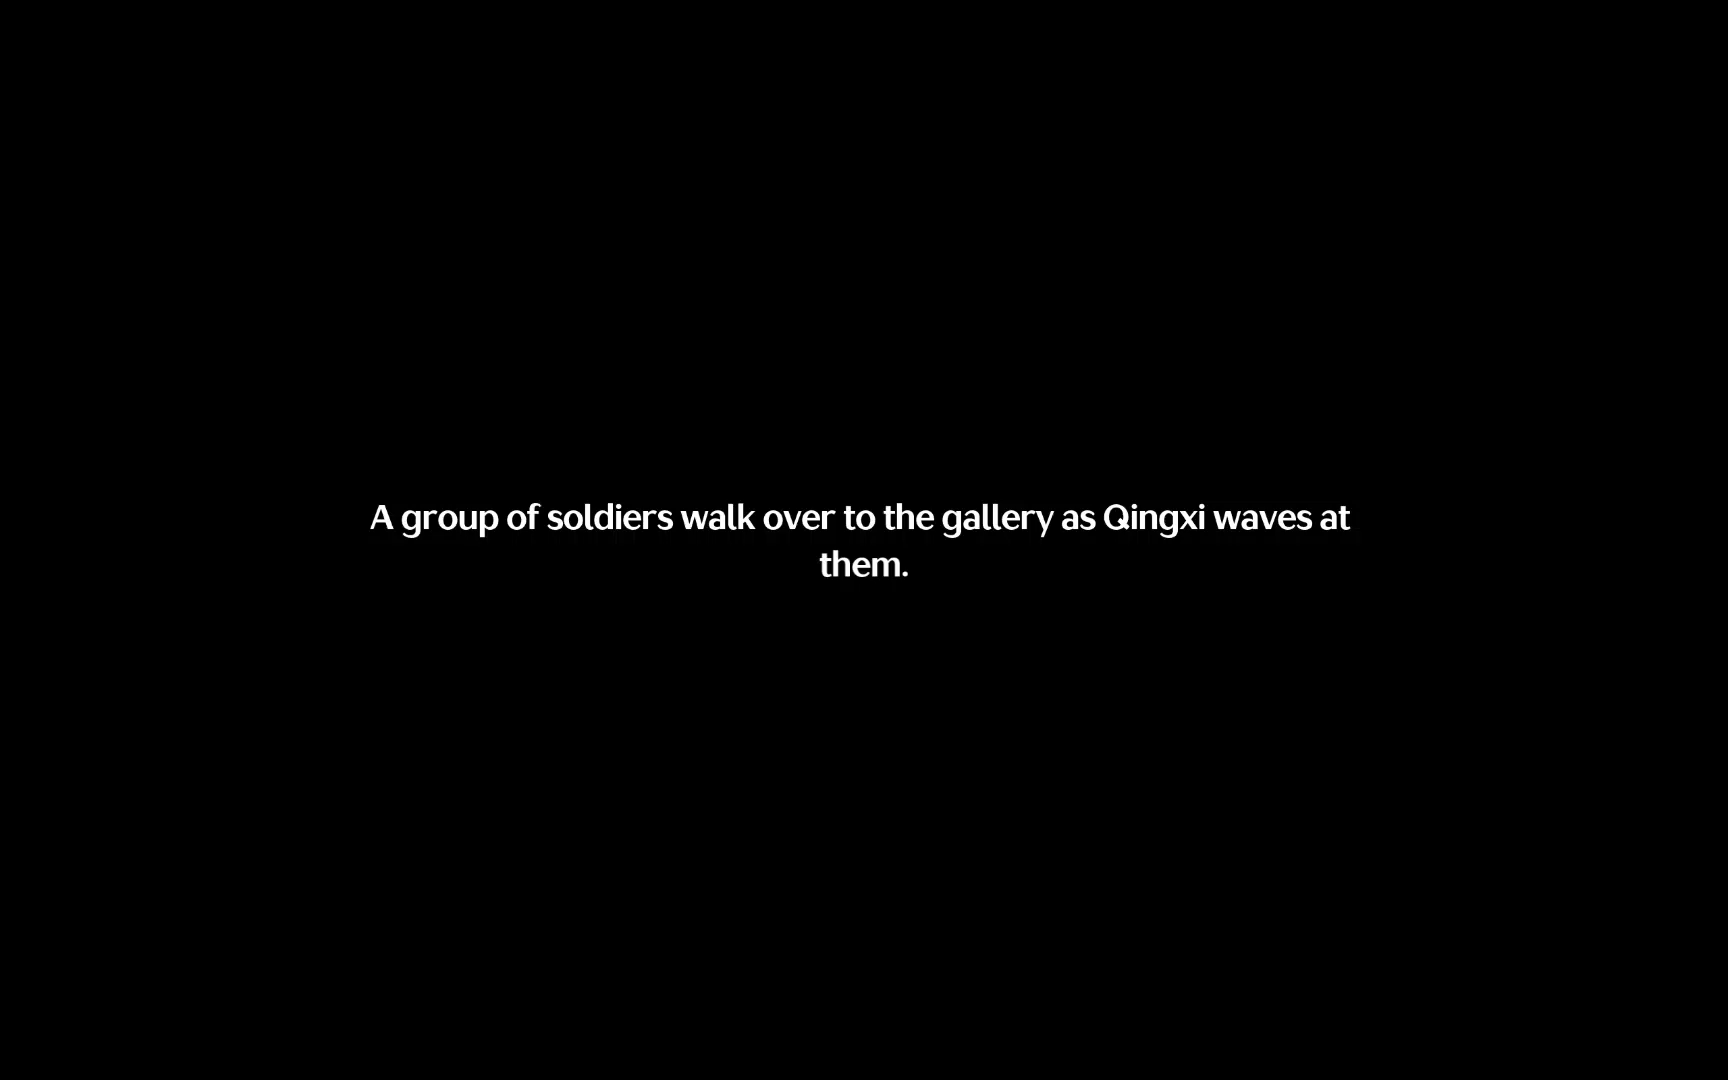 A group of soldiers walk over to the gallery as Qingxi waves at
them.